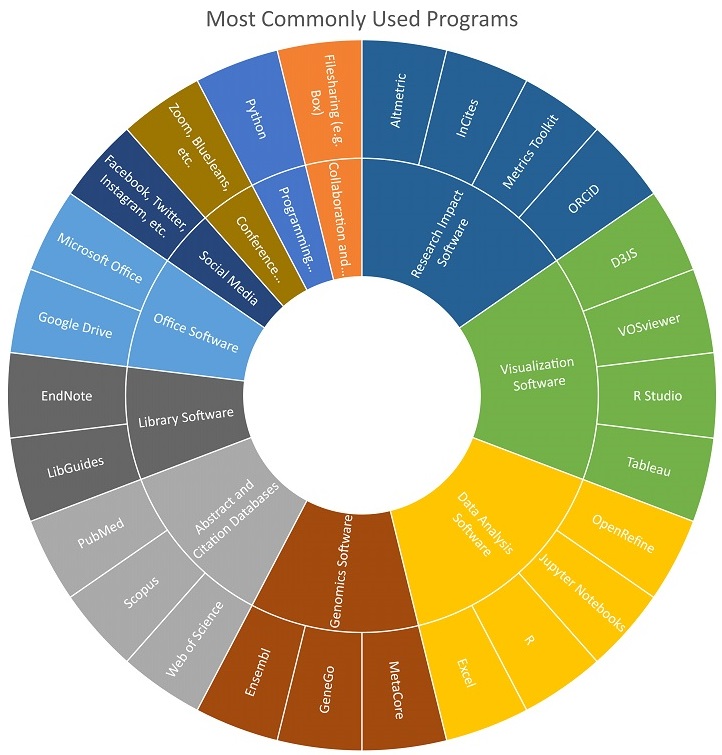 Most Commonly Used Programs
Altmetric
InCites
Metrics Toolkit
ORCID
Research Impact
Software
D3JS
VOSviewer
R Studio
Tableau
Visualization
Software
OpenRefine
Jupyter Notebooks
R
Excel
Data Analysis
Software
MetaCore
GeneGo
Ensembl
Genomics Software
Web of Science
Scopus
PubMed
Abstract and
Citation Databases
LibGuides
EndNote
Library Software
Google Drive
Microsoft Office
Office Software
Facebook, Twitter,
Instagram, etc.
Social Media
Zoom, BlueJeans,
etc.
Conference...
Python
Programming...
Filesharing (e.g.
Box)
Collaboration and...